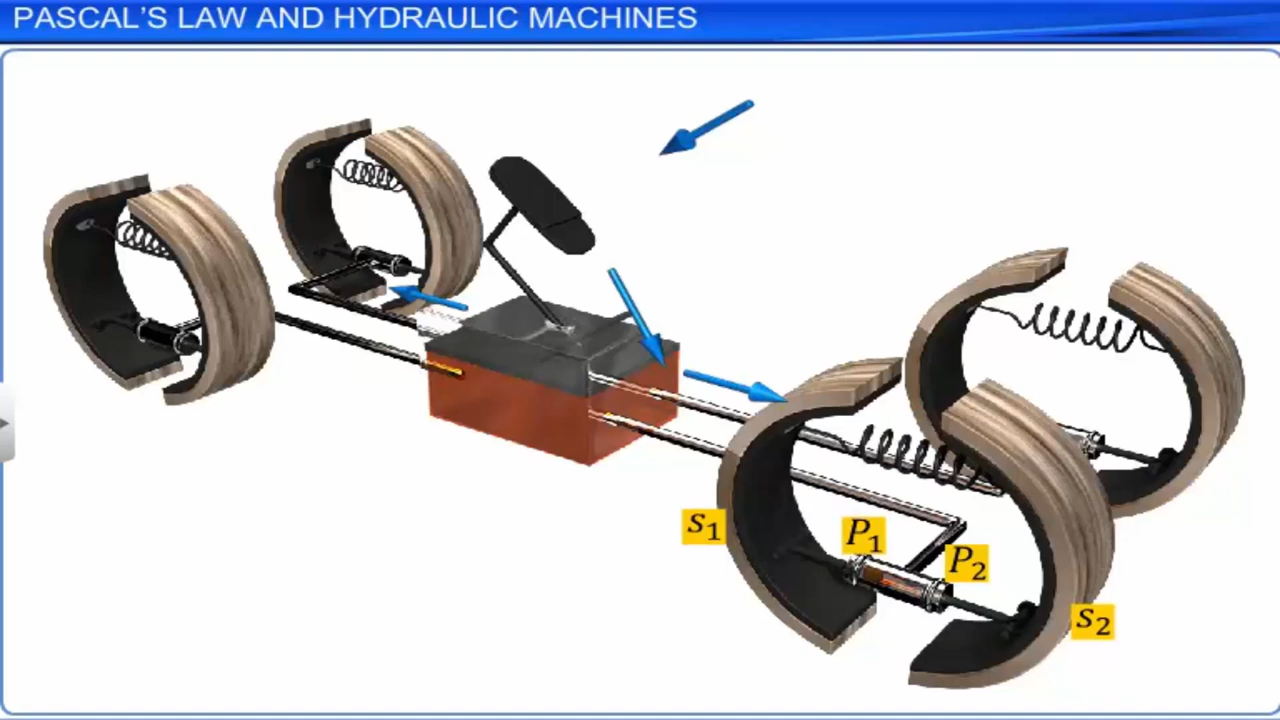 PASCAL’S LAW AND HYDRAULIC MACHINES
S₁
P₁
P₂
S₂